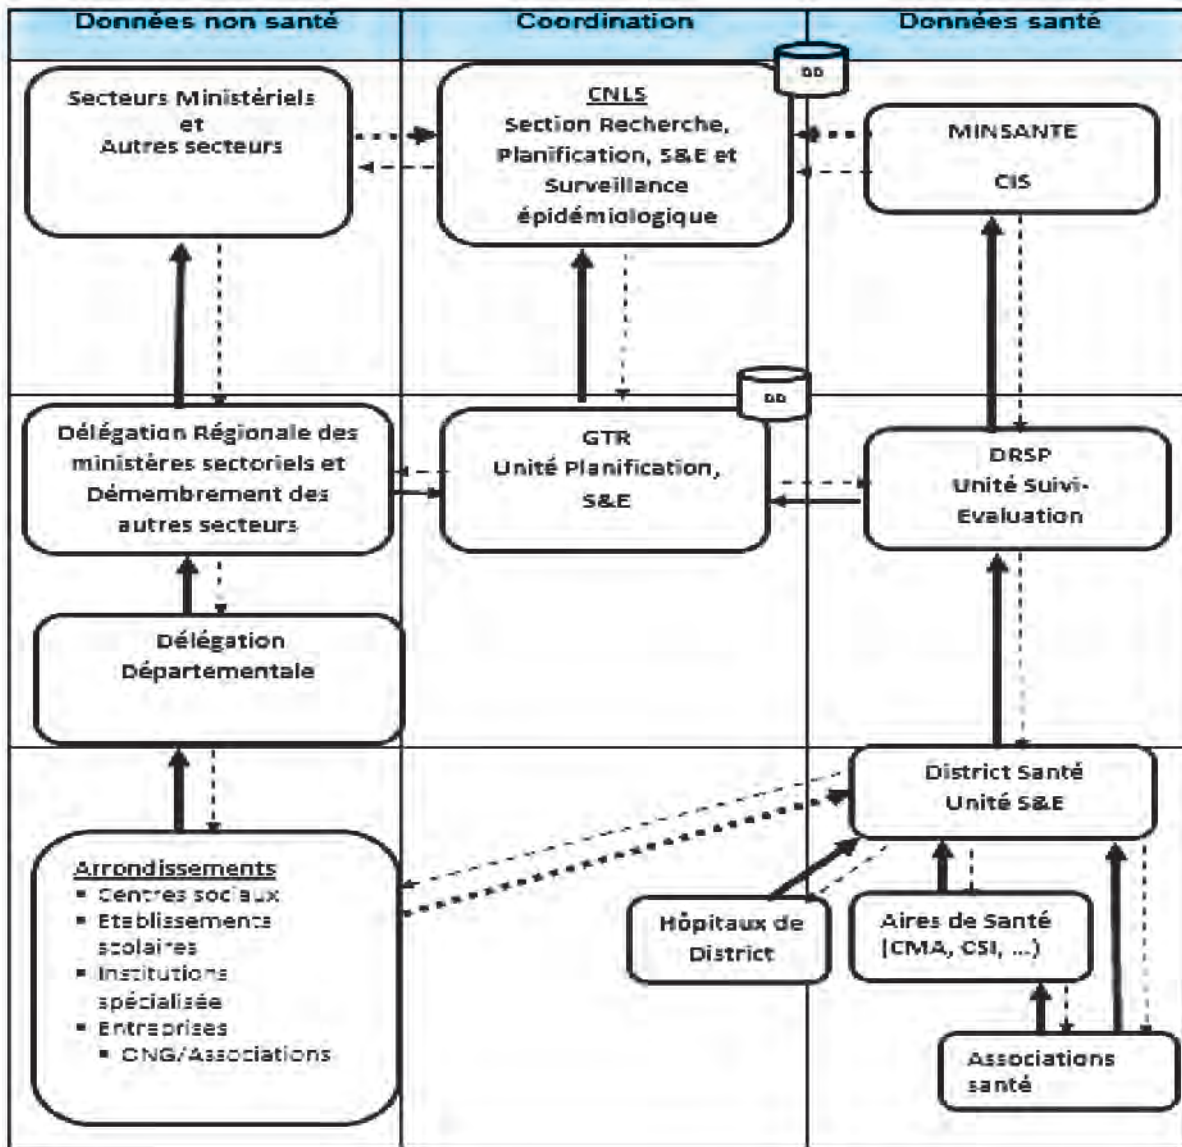 Données non santé
Coordination
Données santé
Secteurs Ministériels
et
Autres secteurs
CNLS
Section Recherche,
Planification, S&E et
Surveillance
épidémiologique
DD
MINSANTE
CIS
Délégation Régionale des
ministères sectoriels et
Démembrement des
autres secteurs
GTR
Unité Planification,
S&E
DD
DRSP
Unité Suivi-
Evaluation
Délégation
Départementale
District Santé
Unité S&E
Arrondissements
▪ Centres sociaux
▪ Etablissements
scolaires
▪ Institutions
spécialisée
▪ Entreprises
▪ ONG/Associations
Hôpitaux de
District
Aires de Santé
(CMA, CSI, ...)
Associations
santé